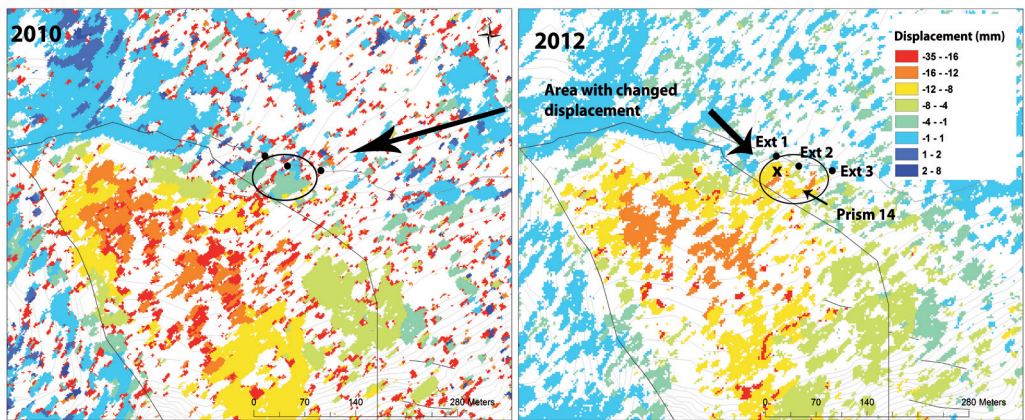 2010
0 70 140 280 Meters
2012
Area with changed
displacement
Ext 1
Ext 2
Ext 3
X
Prism 14
Displacement (mm)
-35 - -16
-16 - -12
-12 - -8
-8 - -4
-4 - -1
-1 - 1
1 - 2
2 - 8
0 70 140 280 Meters